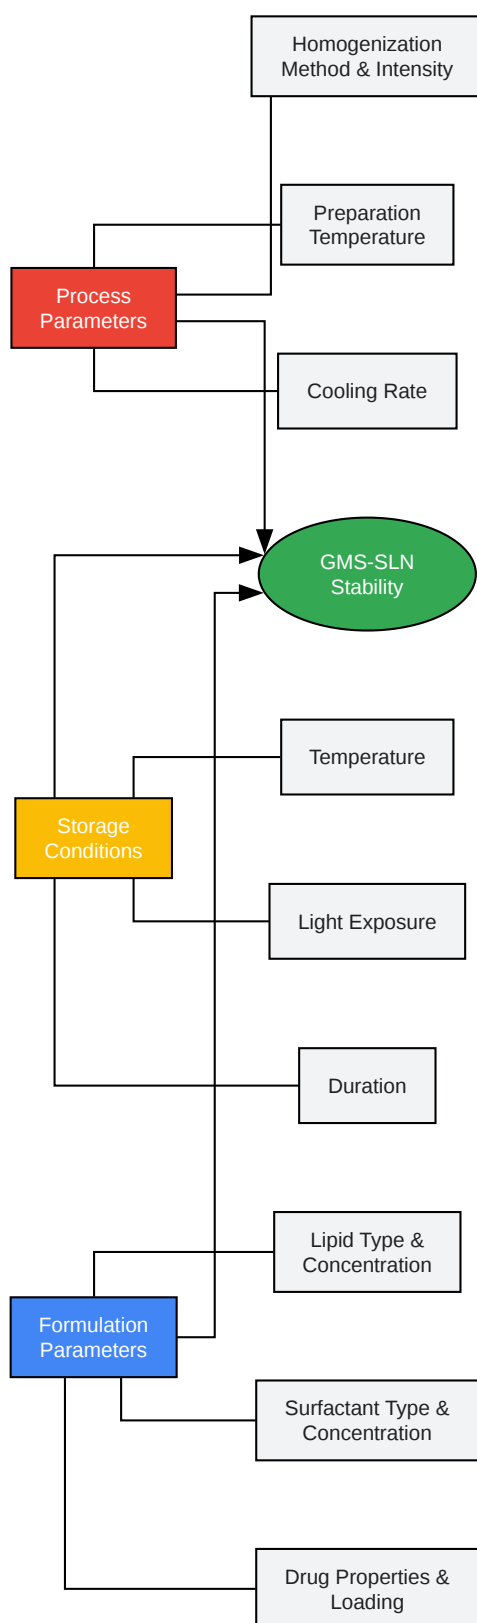 Homogenization
Method & Intensity
Preparation
Temperature
Process
Parameters
Cooling Rate
GMS-SLN
Stability
Temperature
Storage
Conditions
Light Exposure
Duration
Lipid Type &
Concentration
Formulation
Parameters
Surfactant Type &
Concentration
Drug Properties &
Loading